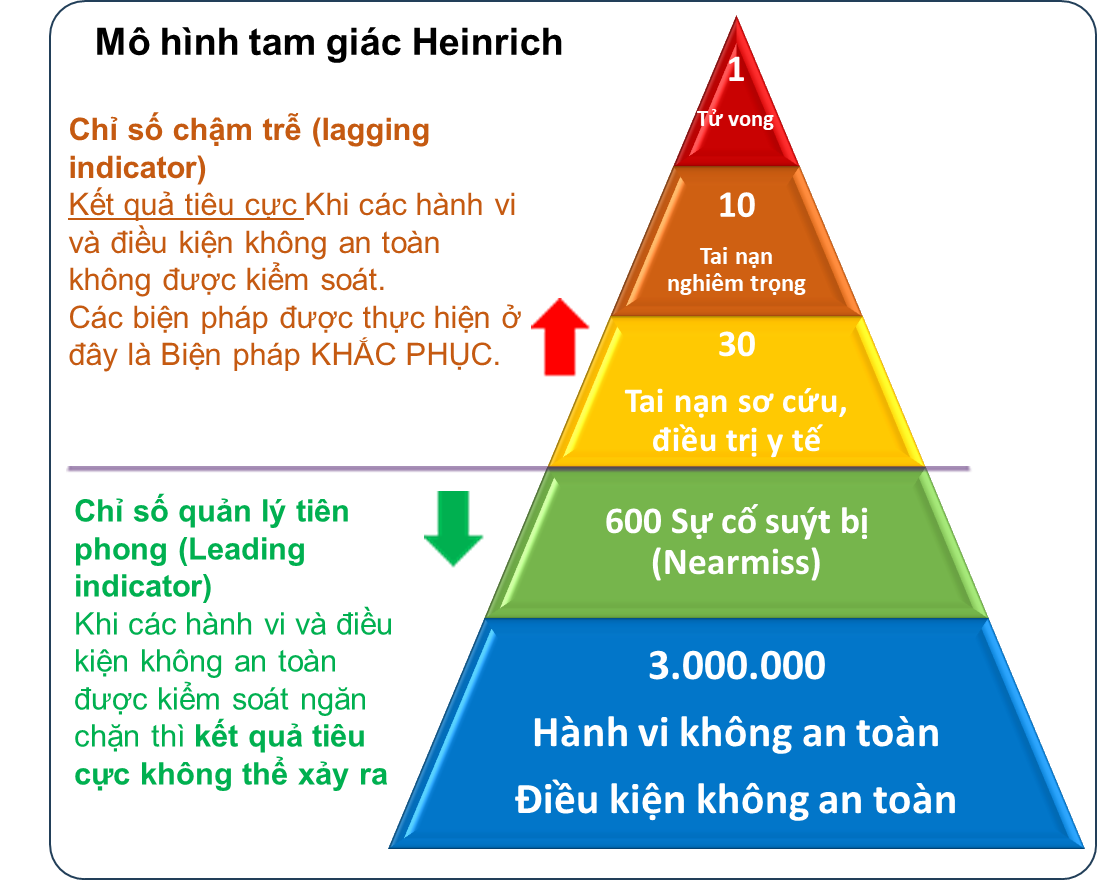 Mô hình tam giác Heinrich
Chỉ số chậm trễ (lagging
indicator)
Kết quả tiêu cực Khi các hành vi
và điều kiện không an toàn
không được kiểm soát.
Các biện pháp được thực hiện ở
đây là Biện pháp KHẮC PHỤC.
Chỉ số quản lý tiên
phong (Leading
indicator)
Khi các hành vi và điều
kiện không an toàn
được kiểm soát ngăn
chặn thì kết quả tiêu
cực không thể xảy ra
1
Tử vong
10
Tai nạn
nghiêm trọng
30
Tai nạn sơ cứu,
điều trị y tế
600 Sự cố suýt bị
(Nearmiss)
3.000.000
Hành vi không an toàn
Điều kiện không an toàn